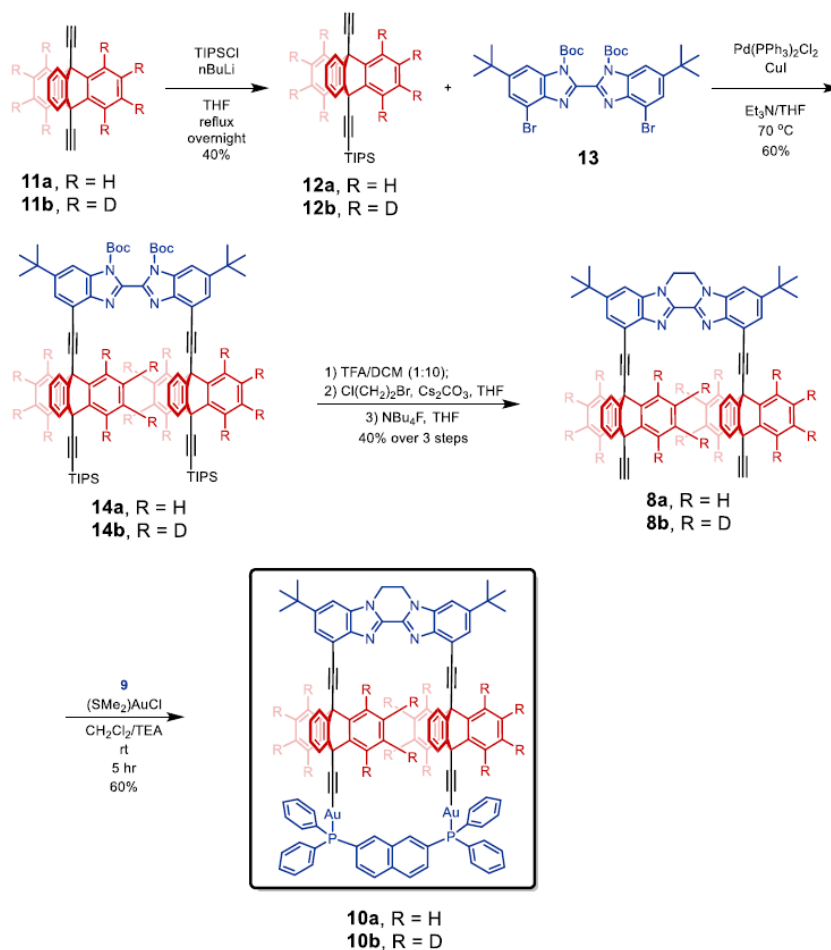 TIPSCl
nBuLi
THF
reflux
overnight
40%
R R R R R R R R
11a, R = H
11b, R = D
R R R R R R R R
TIPS
12a, R = H
12b, R = D
+
Boc Boc
N N
N N
Br Br
13
Pd(PPh3)2Cl2
CuI
Et3N/THF
70 °C
60%
Boc Boc
N N
N N
R R R R R R R R R R R R R R R R
TIPS TIPS
14a, R = H
14b, R = D
1) TFA/DCM (1:10);
2) Cl(CH2)2Br, Cs2CO3, THF
3) NBu4F, THF
40% over 3 steps
N N
N N
R R R R R R R R R R R R R R R R
8a, R = H
8b, R = D
9
(SMe2)AuCl
CH2Cl2/TEA
rt
5 hr
60%
N N
N N
R R R R R R R R R R R R R R R R
Au Au
P P
10a, R = H
10b, R = D